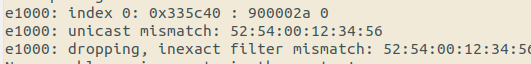 e1000: index 0: 0x335c40 : 900002a 0
e1000: unicast mismatch: 52:54:00:12:34:56
e1000: dropping, inexact filter mismatch: 52:54:00:12:34:56